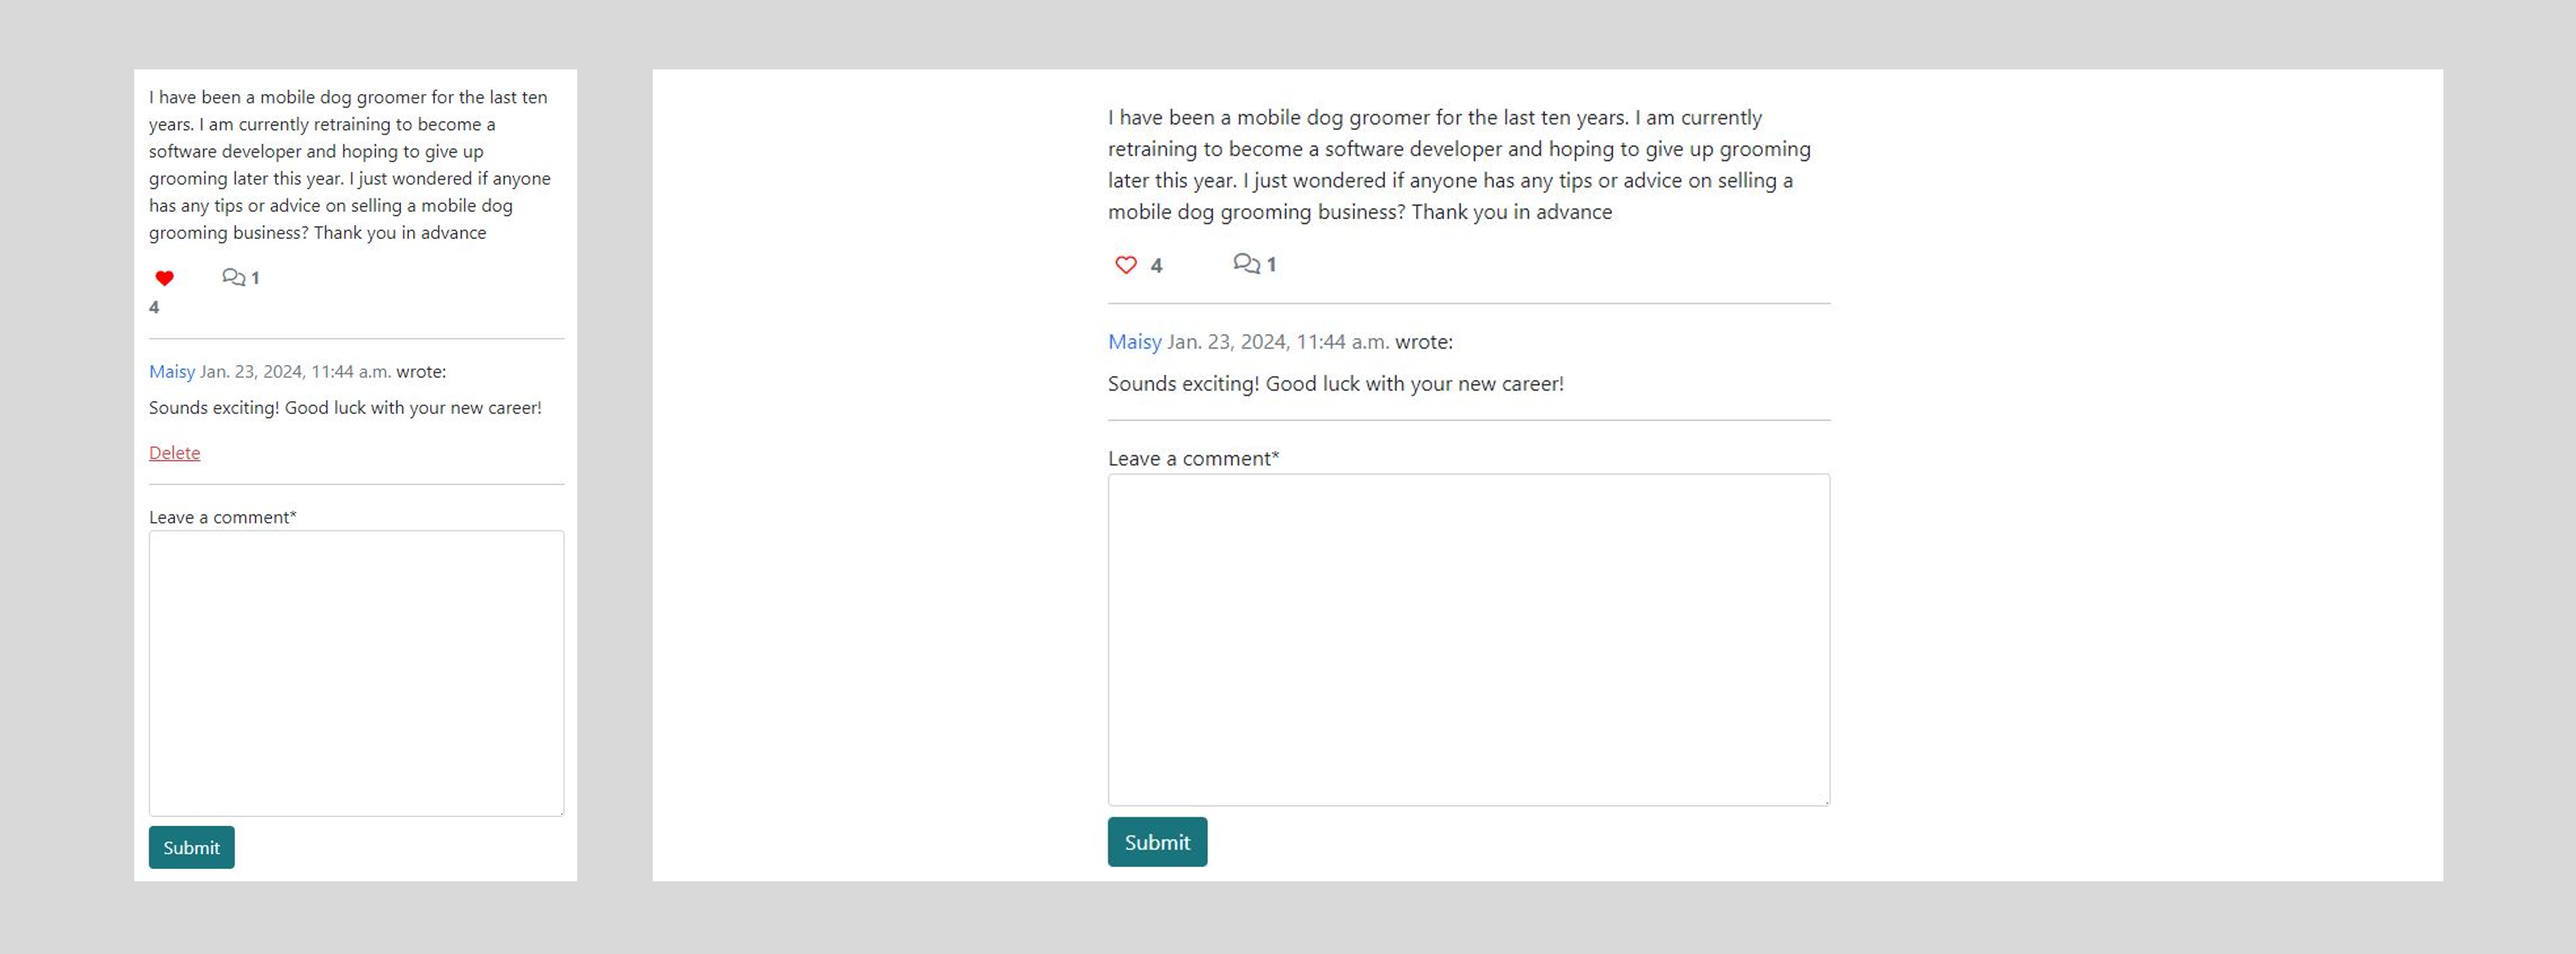 I have been a mobile dog groomer for the last ten
years. I am currently retraining to become a
software developer and hoping to give up
grooming later this year. I just wondered if anyone
has any tips or advice on selling a mobile dog
grooming business? Thank you in advance
1
4
Maisy Jan. 23, 2024, 11:44 a.m. wrote:
Sounds exciting! Good luck with your new career!
Delete
Leave a comment*
Submit
I have been a mobile dog groomer for the last ten years. I am currently
retraining to become a software developer and hoping to give up grooming
later this year. I just wondered if anyone has any tips or advice on selling a
mobile dog grooming business? Thank you in advance
4 1
Maisy Jan. 23, 2024, 11:44 a.m. wrote:
Sounds exciting! Good luck with your new career!
Leave a comment*
Submit